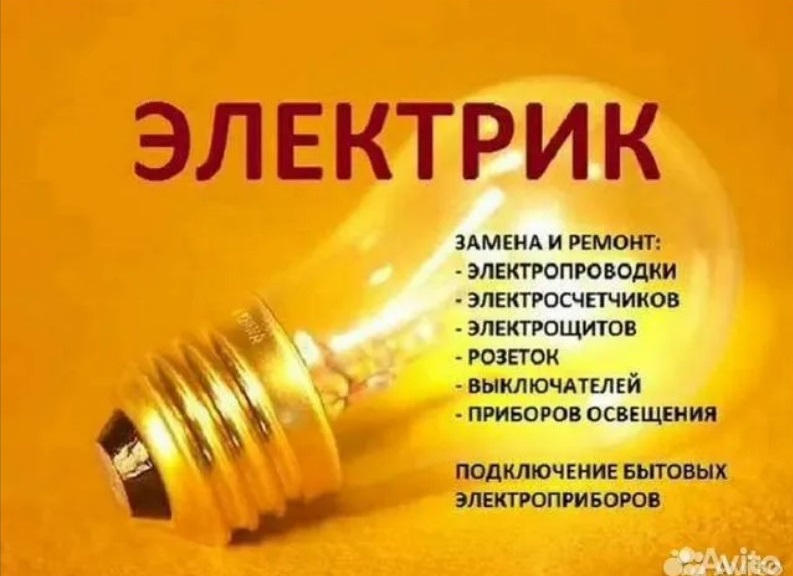 ЭЛЕКТРИК
ЗАМЕНА И РЕМОНТ:
- ЭЛЕКТРОПРОВОДКИ
- ЭЛЕКТРОСЧЕТЧИКОВ
- ЭЛЕКТРОЩИТОВ
- РОЗЕТОК
- ВЫКЛЮЧАТЕЛЕЙ
- ПРИБОРОВ ОСВЕЩЕНИЯ
ПОДКЛЮЧЕНИЕ БЫТОВЫХ
ЭЛЕКТРОПРИБОРОВ
Avito